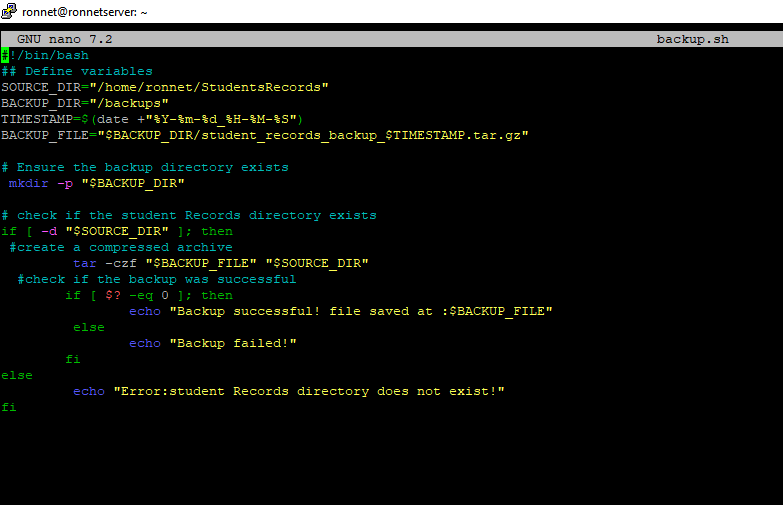 ronnet@ronnetserver: ~
GNU nano 7.2 backup.sh
#!/bin/bash
## Define variables
SOURCE_DIR="/home/ronnet/StudentsRecords"
BACKUP_DIR="/backups"
TIMESTAMP=$(date +"%Y-%m-%d_%H-%M-%S")
BACKUP_FILE="$BACKUP_DIR/student_records_backup_$TIMESTAMP.tar.gz"

# Ensure the backup directory exists
 mkdir -p "$BACKUP_DIR"

# check if the student Records directory exists
if [ -d "$SOURCE_DIR" ]; then
 #create a compressed archive
         tar -czf "$BACKUP_FILE" "$SOURCE_DIR"
  #check if the backup was successful
        if [ $? -eq 0 ]; then
                echo "Backup successful! file saved at :$BACKUP_FILE"
         else
                echo "Backup failed!"
        fi
else
         echo "Error:student Records directory does not exist!"
fi